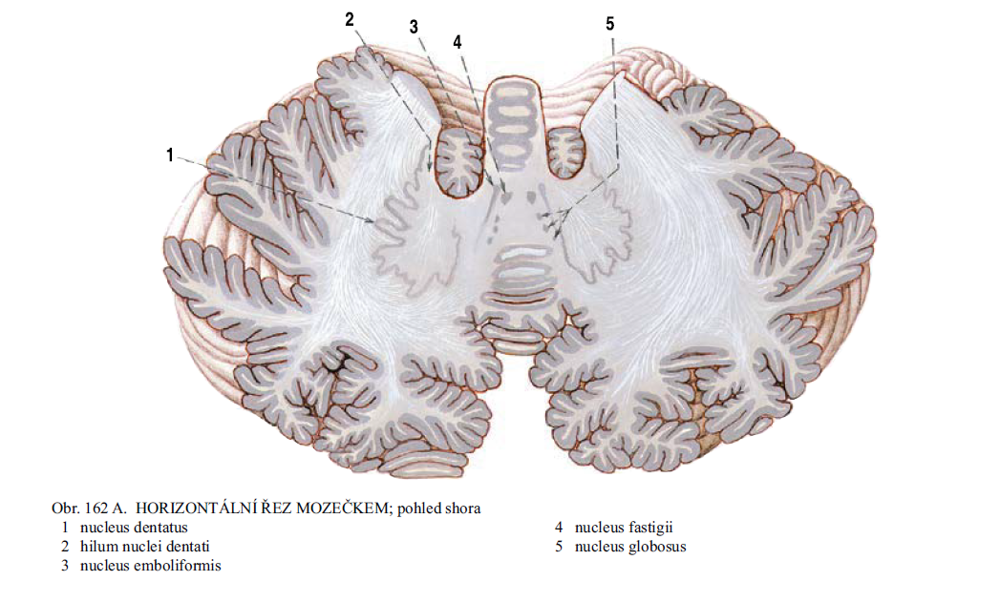 2
3
4
5
1
Obr. 162 A. HORIZONTÁLNÍ ŘEZ MOZEČKEM; pohled shora
1 nucleus dentatus
2 hilum nuclei dentati
3 nucleus emboliformis
4 nucleus fastigii
5 nucleus globosus